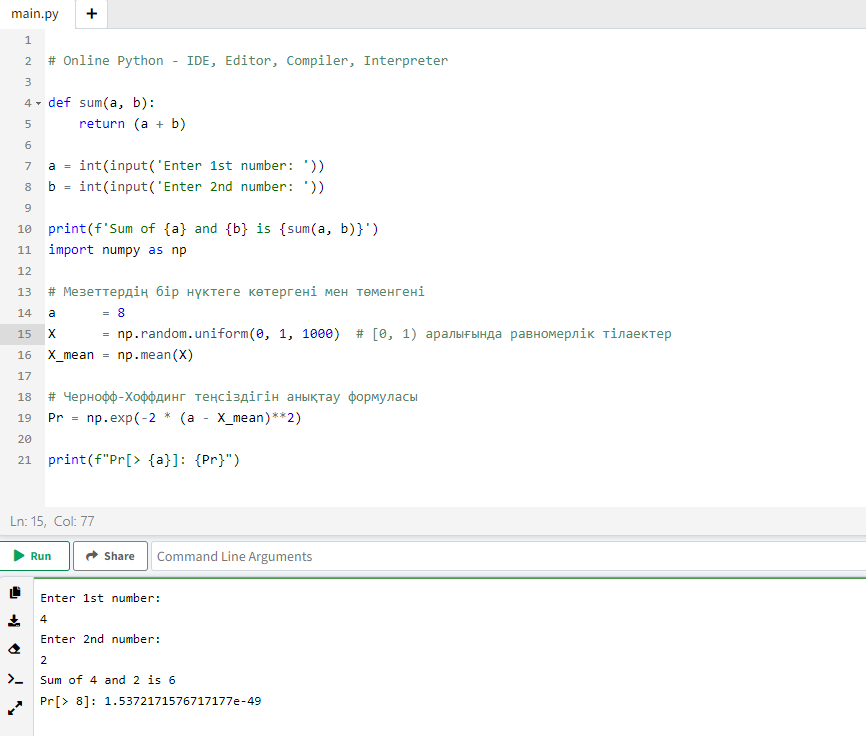 main.py +
1
2 # Online Python - IDE, Editor, Compiler, Interpreter
3
4 def sum(a, b):
5     return (a + b)
6
7 a = int(input('Enter 1st number: '))
8 b = int(input('Enter 2nd number: '))
9
10 print(f'Sum of {a} and {b} is {sum(a, b)}')
11 import numpy as np
12
13 # Мезеттердің бір нүктеге көтергені мен төменгені
14 a      = 8
15 X      = np.random.uniform(0, 1, 1000)  # [0, 1) аралығында равномерлік тілаектер
16 X_mean = np.mean(X)
17
18 # Чернофф-Хоффдинг теңсіздігін анықтау формуласы
19 Pr = np.exp(-2 * (a - X_mean)**2)
20
21 print(f"Pr[> {a}]: {Pr}")
Ln: 15, Col: 77
Run Share Command Line Arguments
Enter 1st number:
4
Enter 2nd number:
2
Sum of 4 and 2 is 6
Pr[> 8]: 1.5372171576717177e-49